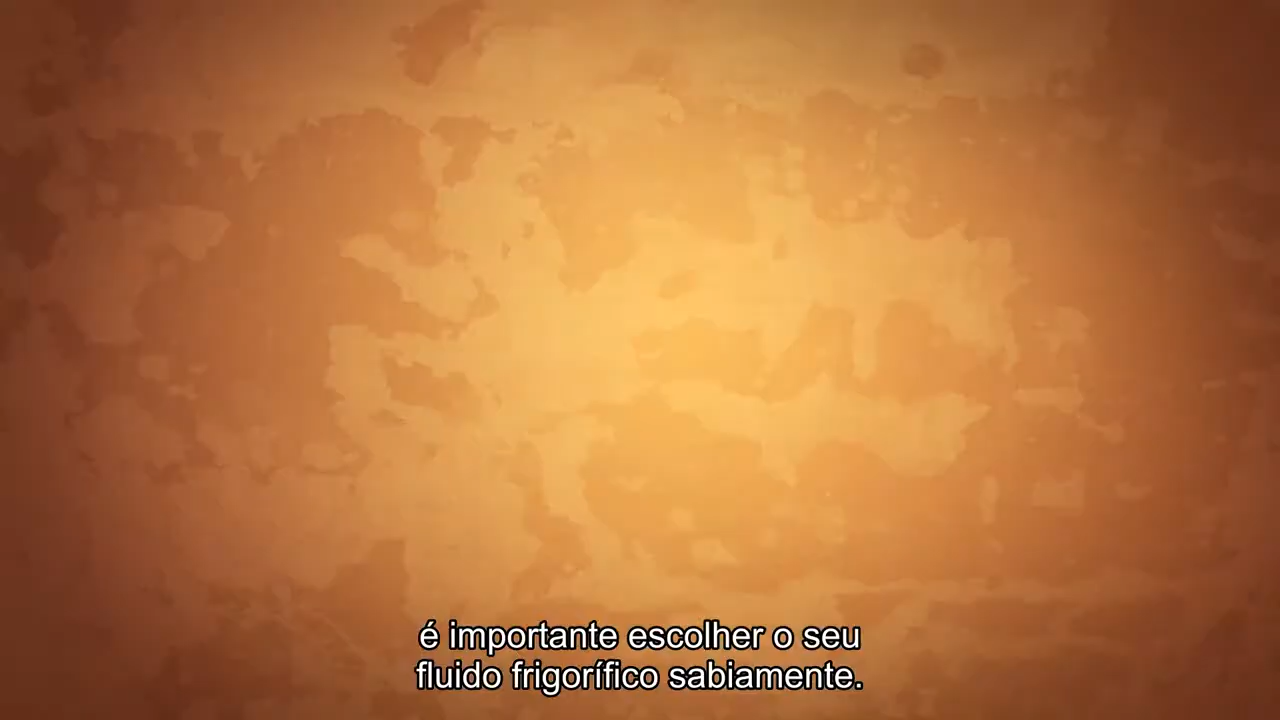 é importante escolher o seu
fluido frigorífico sabiamente.